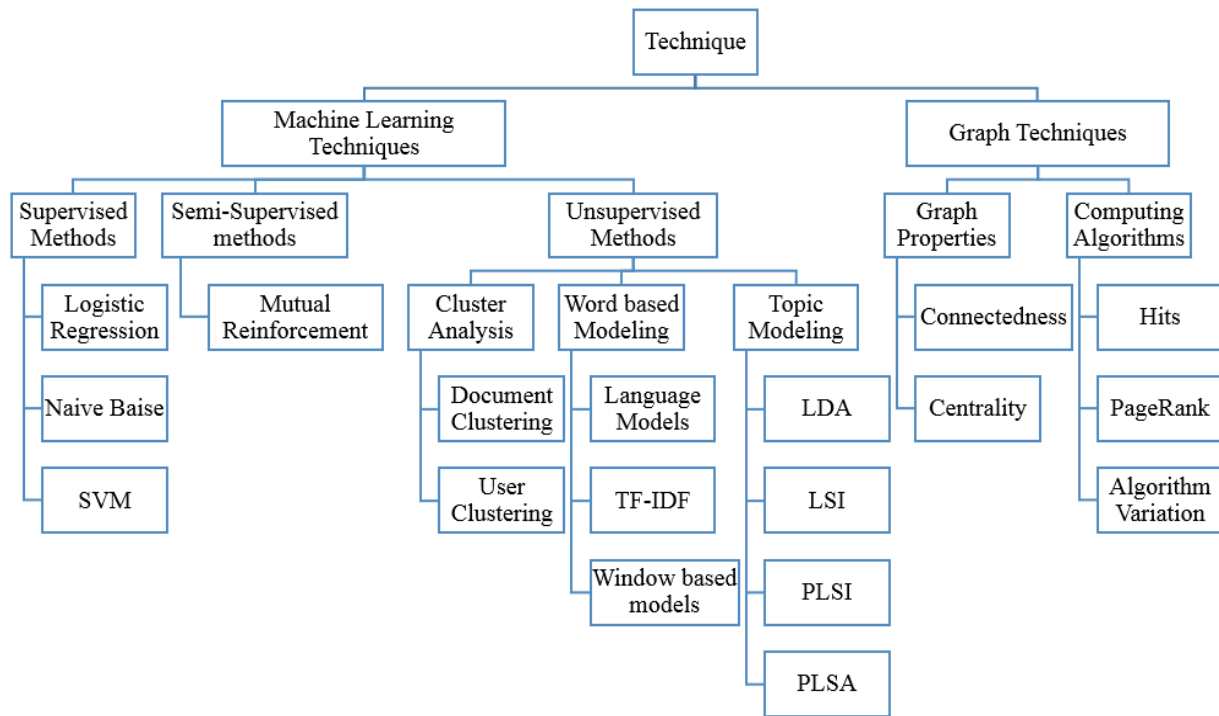 Technique
Machine Learning
Techniques
Graph Techniques
Supervised
Methods
Semi-Supervised
methods
Unsupervised
Methods
Graph
Properties
Computing
Algorithms
Logistic
Regression
Mutual
Reinforcement
Cluster
Analysis
Word based
Modeling
Topic
Modeling
Connectedness
Hits
Naive Baise
Document
Clustering
Language
Models
LDA
Centrality
PageRank
SVM
User
Clustering
TF-IDF
LSI
Algorithm
Variation
Window based
models
PLSI
PLSA